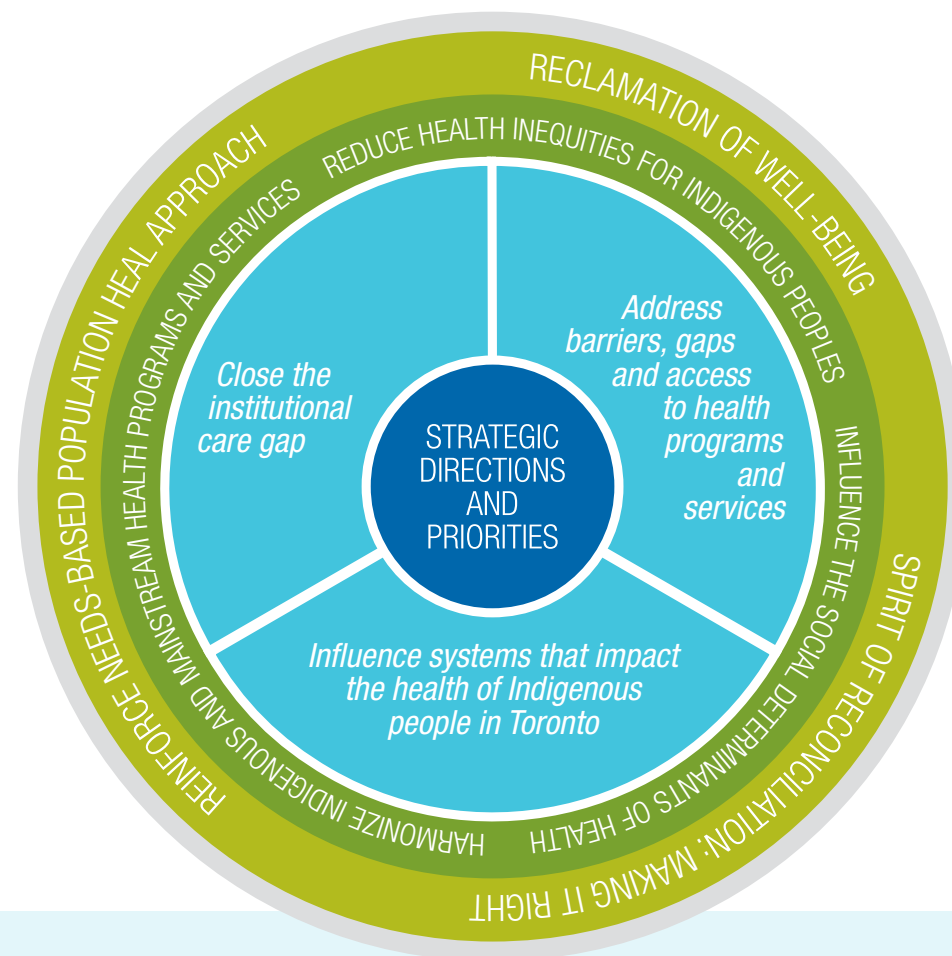 RECLAMATION OF WELL-BEING
SPIRIT OF RECONCILIATION: MAKING IT RIGHT
REINFORCE NEEDS-BASED POPULATION HEAL APPROACH
REDUCE HEALTH INEQUITIES FOR INDIGENOUS PEOPLES
INFLUENCE THE SOCIAL DETERMINANTS OF HEALTH
HARMONIZE INDIGENOUS AND MAINSTREAM HEALTH PROGRAMS AND SERVICES
Close the
institutional
care gap
Address
barriers, gaps
and access
to health
programs
and
services
STRATEGIC
DIRECTIONS
AND
PRIORITIES
Influence systems that impact
the health of Indigenous
people in Toronto